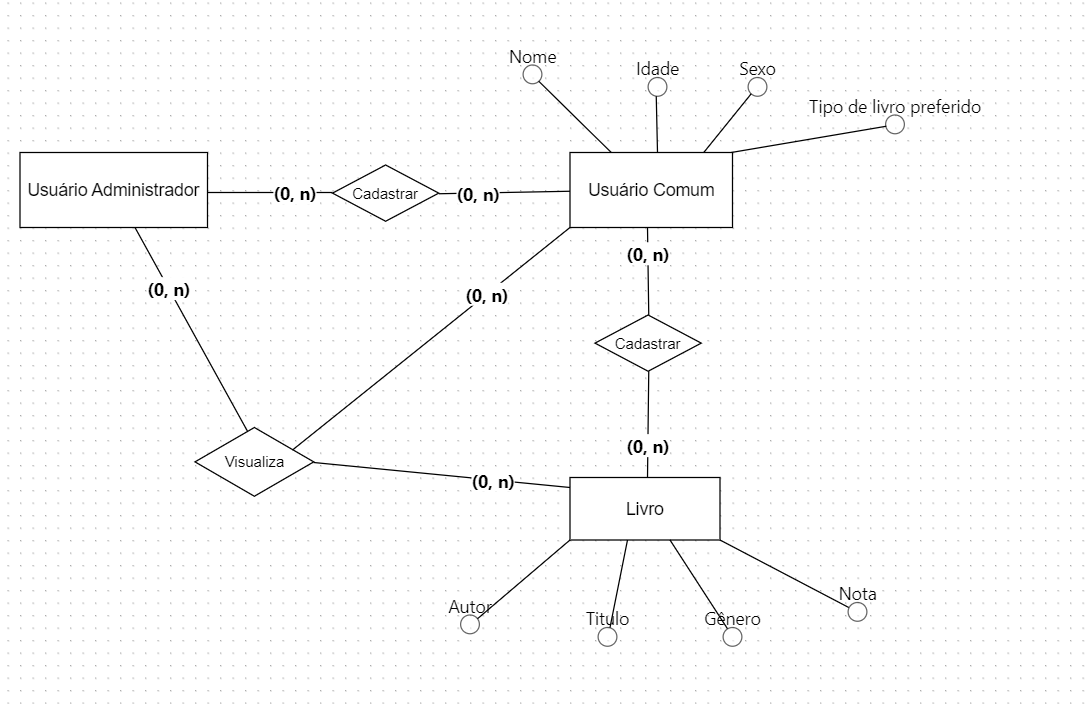 Nome
Idade
Sexo
Tipo de livro preferido
Usuário Administrador
(0, n)
Cadastrar
(0, n)
Usuário Comum
(0, n)
(0, n)
(0, n)
Cadastrar
(0, n)
Visualiza
(0, n)
Livro
Autor
Titulo
Gênero
Nota